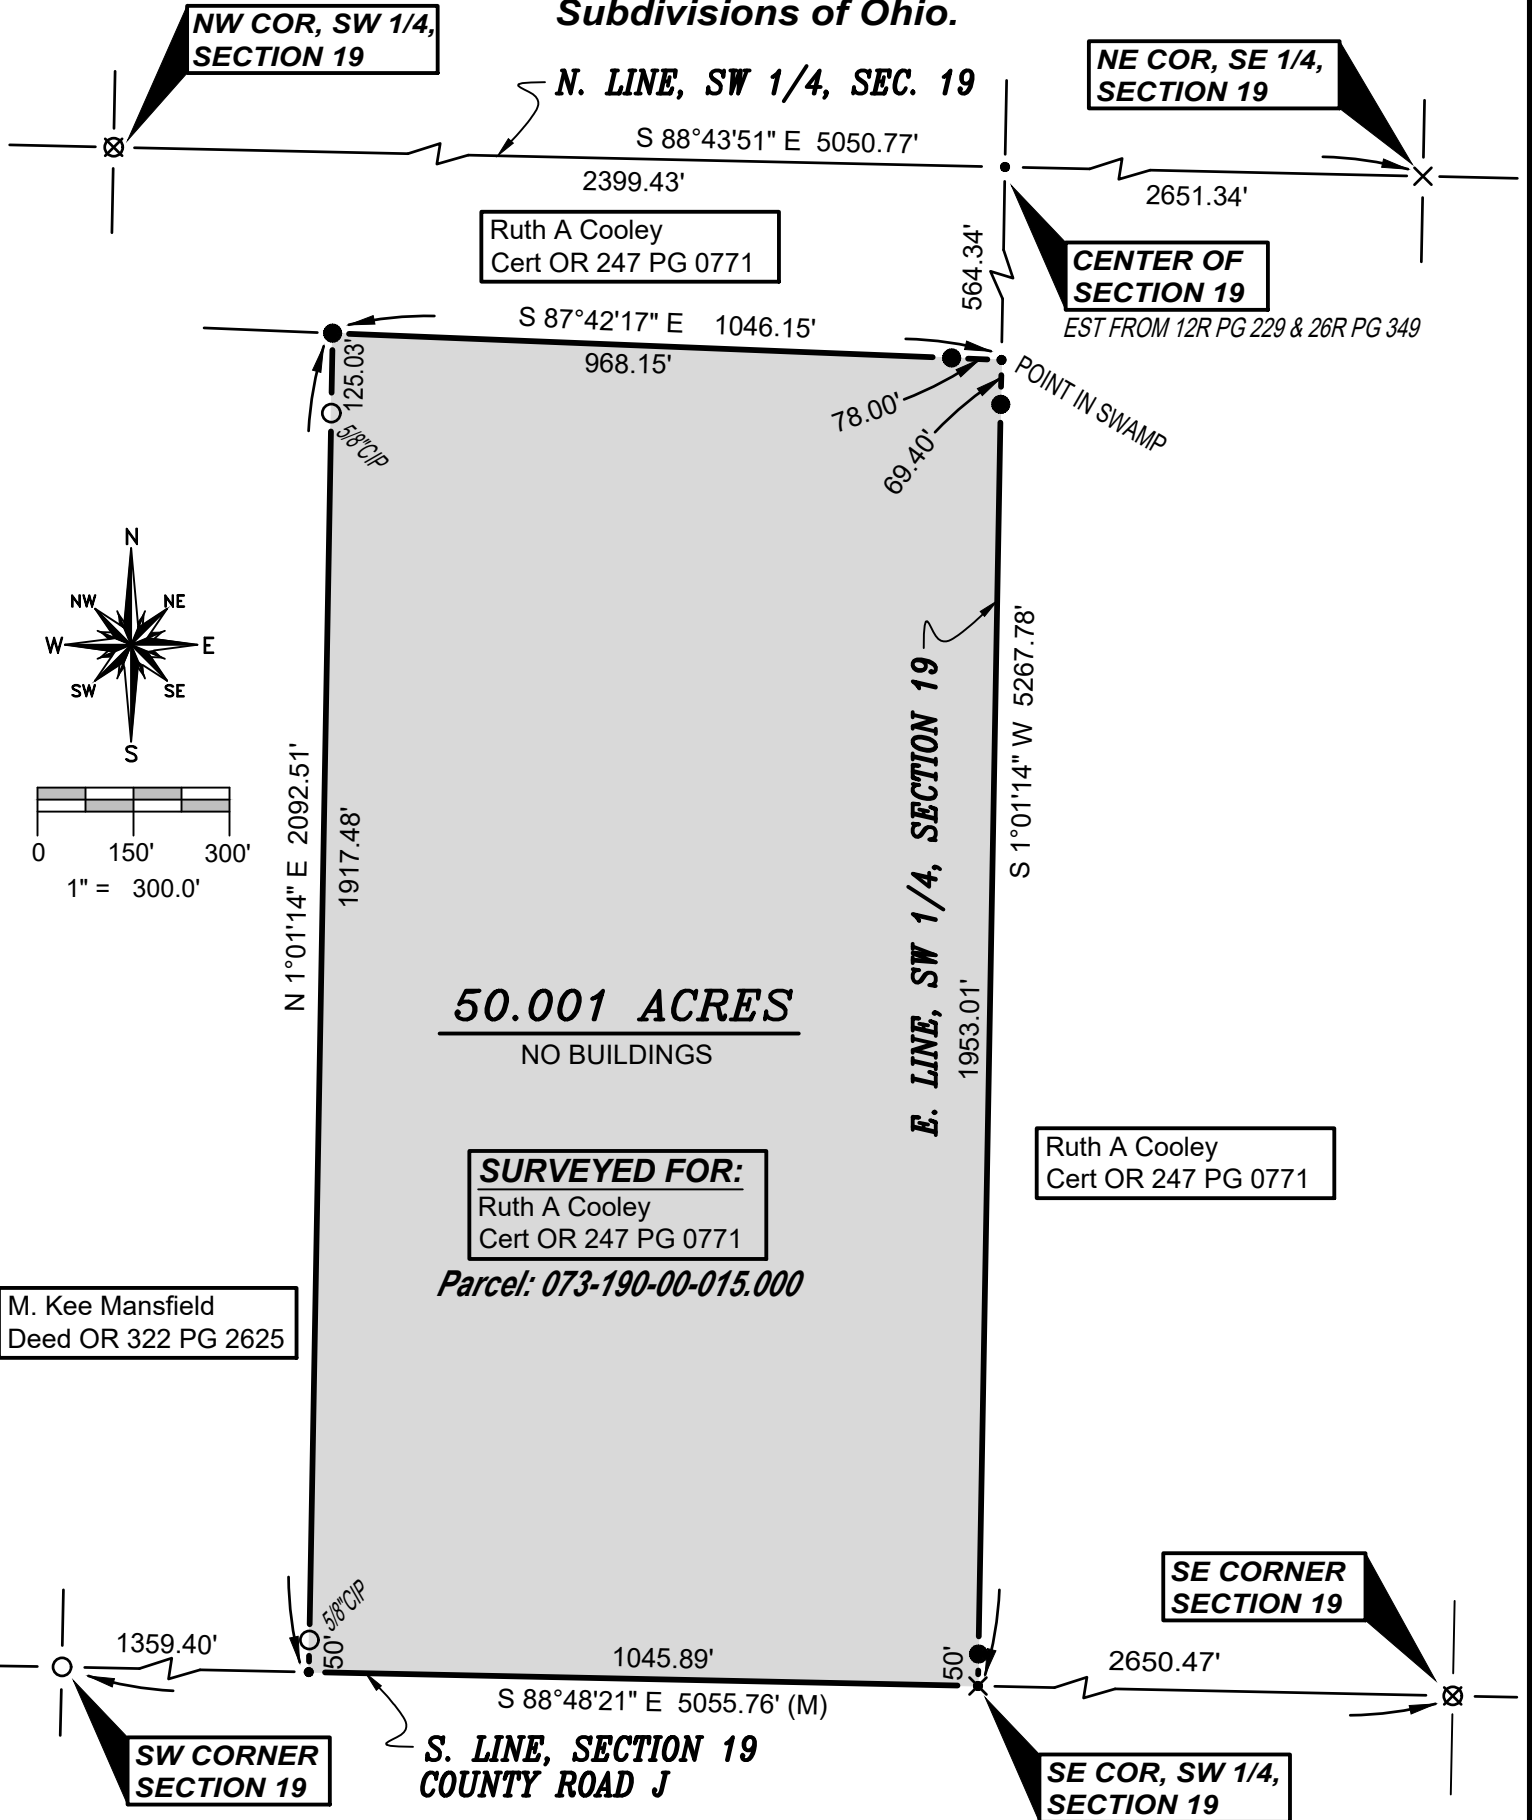 Subdivisions of Ohio.
NW COR, SW 1/4,
SECTION 19
N. LINE, SW 1/4, SEC. 19
NE COR, SE 1/4,
SECTION 19
S 88°43'51" E 5050.77'
2399.43'
2651.34'
Ruth A Cooley
Cert OR 247 PG 0771
564.34'
CENTER OF
SECTION 19
EST FROM 12R PG 229 & 26R PG 349
S 87°42'17" E 1046.15'
968.15'
125.03'
5/8"CIP
78.00'
69.40'
POINT IN SWAMP
N
NW
NE
W
E
SW
SE
S
0 150' 300'
1" = 300.0'
N 1°01'14" E 2092.51'
1917.48'
E. LINE, SW 1/4, SECTION 19
1953.01'
S 1°01'14" W 5267.78'
50.001 ACRES
NO BUILDINGS
SURVEYED FOR:
Ruth A Cooley
Cert OR 247 PG 0771
Parcel: 073-190-00-015.000
Ruth A Cooley
Cert OR 247 PG 0771
M. Kee Mansfield
Deed OR 322 PG 2625
SE CORNER
SECTION 19
5/8"CIP
50'
1359.40'
1045.89'
50'
2650.47'
S 88°48'21" E 5055.76' (M)
S. LINE, SECTION 19
COUNTY ROAD J
SW CORNER
SECTION 19
SE COR, SW 1/4,
SECTION 19